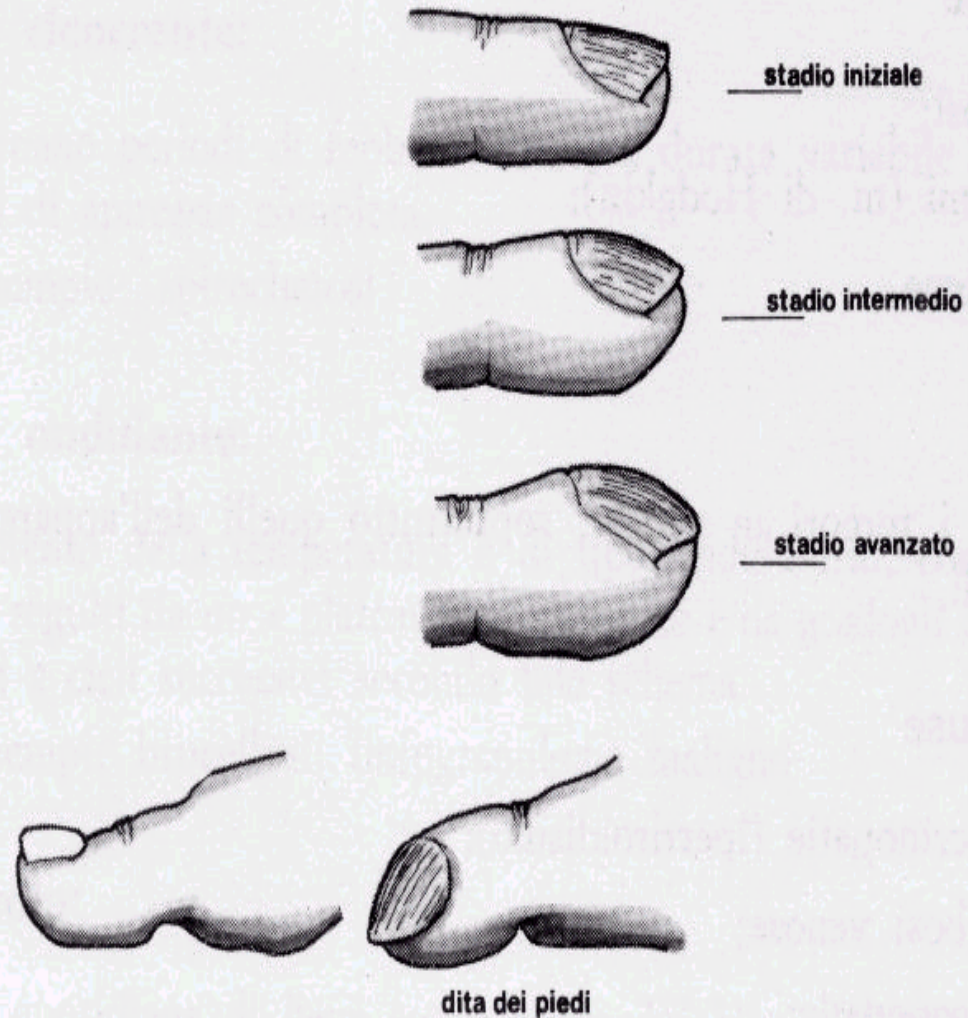 stadio iniziale
stadio intermedio
stadio avanzato
dita dei piedi